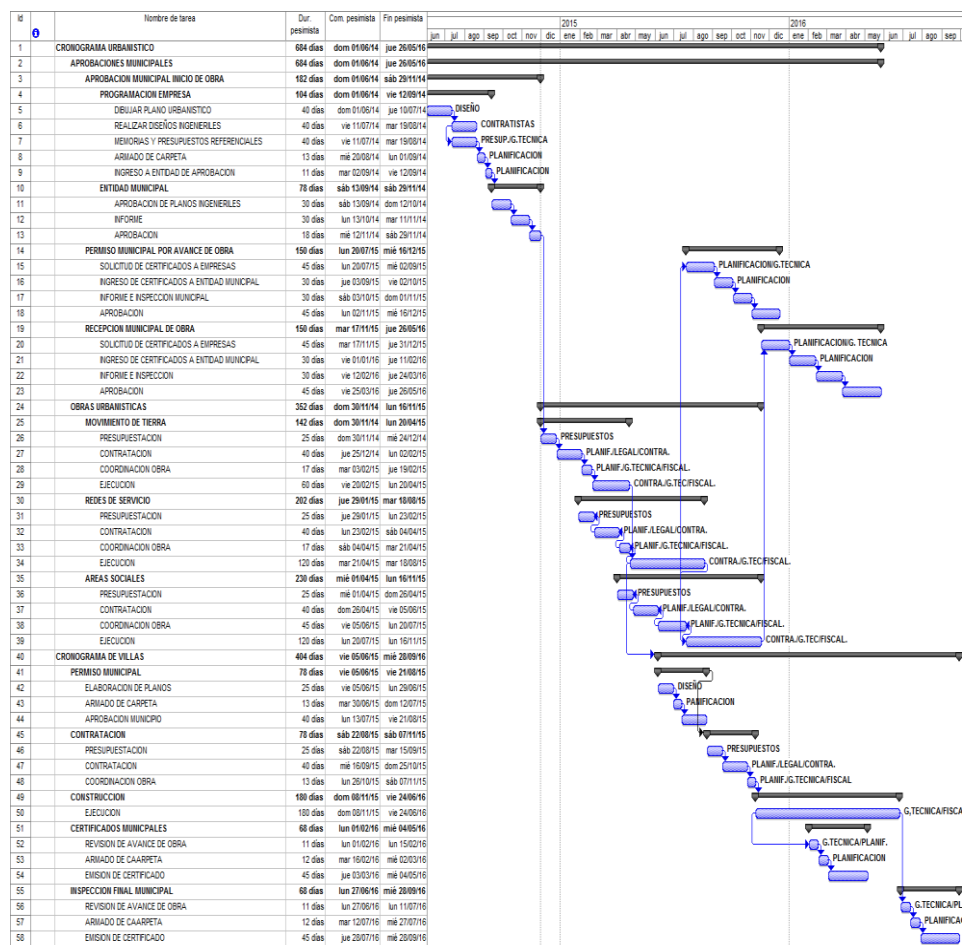 Id Nombre de tarea Dur. pesimista Com. pesimista Fin pesimista 2015 2016
jun jul ago sep oct nov dic ene feb mar abr may jun jul ago sep oct nov dic ene feb mar abr may jun jul ago sep
1 CRONOGRAMA URBANISTICO 684 días dom 01/06/14 jue 26/05/16
2 APROBACIONES MUNICIPALES 684 días dom 01/06/14 jue 26/05/16
3 APROBACION MUNICIPAL INICIO DE OBRA 182 días dom 01/06/14 sáb 29/11/14
4 PROGRAMACION EMPRESA 104 días dom 01/06/14 vie 12/09/14
5 DIBUJAR PLANO URBANISTICO 40 días dom 01/06/14 jue 10/07/14 DISEÑO
6 REALIZAR DISEÑOS INGENERILES 40 días vie 11/07/14 mar 19/08/14 CONTRATISTAS
7 MEMORIAS Y PRESUPUESTOS REFERENCIALES 40 días vie 11/07/14 mar 19/08/14 PRESUP./G.TECNICA
8 ARMADO DE CARPETA 13 días mié 20/08/14 lun 01/09/14 PLANIFICACION
9 INGRESO A ENTIDAD DE APROBACION 11 días mar 02/09/14 vie 12/09/14 PLANIFICACION
10 ENTIDAD MUNICIPAL 78 días sáb 13/09/14 sáb 29/11/14
11 APROBACION DE PLANOS INGENIERLES 30 días sáb 13/09/14 dom 12/10/14
12 INFORME 30 días lun 13/10/14 mar 11/11/14
13 APROBACION 18 días mié 12/11/14 sáb 29/11/14
14 PERMISO MUNICIPAL POR AVANCE DE OBRA 150 días lun 20/07/15 mié 16/12/15
15 SOLICITUD DE CERTIFICADOS A EMPRESAS 45 días lun 20/07/15 mié 02/09/15 PLANIFICACION/G.TECNICA
16 INGRESO DE CERTIFICADOS A ENTIDAD MUNICIPAL 30 días jue 03/09/15 vie 02/10/15 PLANIFICACION
17 INFORME E INSPECCION MUNICIPAL 30 días sáb 03/10/15 dom 01/11/15
18 APROBACION 45 días lun 02/11/15 mié 16/12/15
19 RECEPCION MUNICIPAL DE OBRA 150 días mar 17/11/15 jue 26/05/16
20 SOLICITUD DE CERTIFICADOS A EMPRESAS 45 días mar 17/11/15 jue 31/12/15 PLANIFICACION/G. TECNICA
21 INGRESO DE CERTIFICADOS A ENTIDAD MUNICIPAL 30 días vie 01/01/16 jue 11/02/16 PLANIFICACION
22 INFORME E INSPECCION 30 días vie 12/02/16 jue 24/03/16
23 APROBACION 45 días vie 25/03/16 jue 26/05/16
24 OBRAS URBANISTICAS 352 días dom 30/11/14 lun 16/11/15
25 MOVIMIENTO DE TIERRA 142 días dom 30/11/14 lun 20/04/15
26 PRESUPUESTACION 25 días dom 30/11/14 mié 24/12/14 PRESUPUESTOS
27 CONTRATACION 40 días jue 25/12/14 lun 02/02/15 PLANIF./LEGAL/CONTRA.
28 COORDINACION OBRA 17 días mar 03/02/15 jue 19/02/15 PLANIF./G.TECNICA/FISCAL.
29 EJECUCION 60 días vie 20/02/15 lun 20/04/15 CONTRA./G.TEC/FISCAL.
30 REDES DE SERVICIO 202 días jue 29/01/15 mar 18/08/15
31 PRESUPUESTACION 25 días jue 29/01/15 lun 23/02/15 PRESUPUESTOS
32 CONTRATACION 40 días lun 23/02/15 sáb 04/04/15 PLANIF./LEGAL/CONTRA.
33 COORDINACION OBRA 17 días sáb 04/04/15 mar 21/04/15 PLANIF./G.TECNICA/FISCAL.
34 EJECUCION 120 días mar 21/04/15 mar 18/08/15 CONTRA./G.TEC/FISCAL.
35 AREAS SOCIALES 230 días mié 01/04/15 lun 16/11/15
36 PRESUPUESTACION 25 días mié 01/04/15 dom 26/04/15 PRESUPUESTOS
37 CONTRATACION 40 días dom 26/04/15 vie 05/06/15 PLANIF./LEGAL/CONTRA.
38 COORDINACION OBRA 45 días vie 05/06/15 lun 20/07/15 PLANIF./G.TECNICA/FISCAL.
39 EJECUCION 120 días lun 20/07/15 lun 16/11/15 CONTRA./G.TEC/FISCAL.
40 CRONOGRAMA DE VILLAS 404 días vie 05/06/15 mié 28/09/16
41 PERMISO MUNICIPAL 78 días vie 05/06/15 vie 21/08/15
42 ELABORACION DE PLANOS 25 días vie 05/06/15 lun 29/06/15 DISEÑO
43 ARMADO DE CARPETA 13 días mar 30/06/15 dom 12/07/15 PANIFICACION
44 APROBACION MUNICIPIO 40 días lun 13/07/15 vie 21/08/15
45 CONTRATACION 78 días sáb 22/08/15 sáb 07/11/15
46 PRESUPUESTACION 25 días sáb 22/08/15 mar 15/09/15 PRESUPUESTOS
47 CONTRATACION 40 días mié 16/09/15 dom 25/10/15 PLANIF./LEGAL/CONTRA.
48 COORDINACION OBRA 13 días lun 26/10/15 sáb 07/11/15 PLANIF./G.TECNICA/FISCAL
49 CONSTRUCCION 180 días dom 08/11/15 vie 24/06/16
50 EJECUCION 180 días dom 08/11/15 vie 24/06/16 G,TECNICA/FISCA
51 CERTIFICADOS MUNICPALES 68 días lun 01/02/16 mié 04/05/16
52 REVISION DE AVANCE DE OBRA 11 días lun 01/02/16 lun 15/02/16 G.TECNICA/PLANIF.
53 ARMADO DE CAARPETA 12 días mar 16/02/16 mié 02/03/16 PLANIFICACION
54 EMISION DE CERTIFICADO 45 días jue 03/03/16 mié 04/05/16
55 INSPECCION FINAL MUNICIPAL 68 días lun 27/06/16 mié 28/09/16
56 REVISION DE AVANCE DE OBRA 11 días lun 27/06/16 lun 11/07/16 G.TECNICA/PL
57 ARMADO DE CAARPETA 12 días mar 12/07/16 mié 27/07/16 PLANIFICAC
58 EMISION DE CERTIFICADO 45 días jue 28/07/16 mié 28/09/16